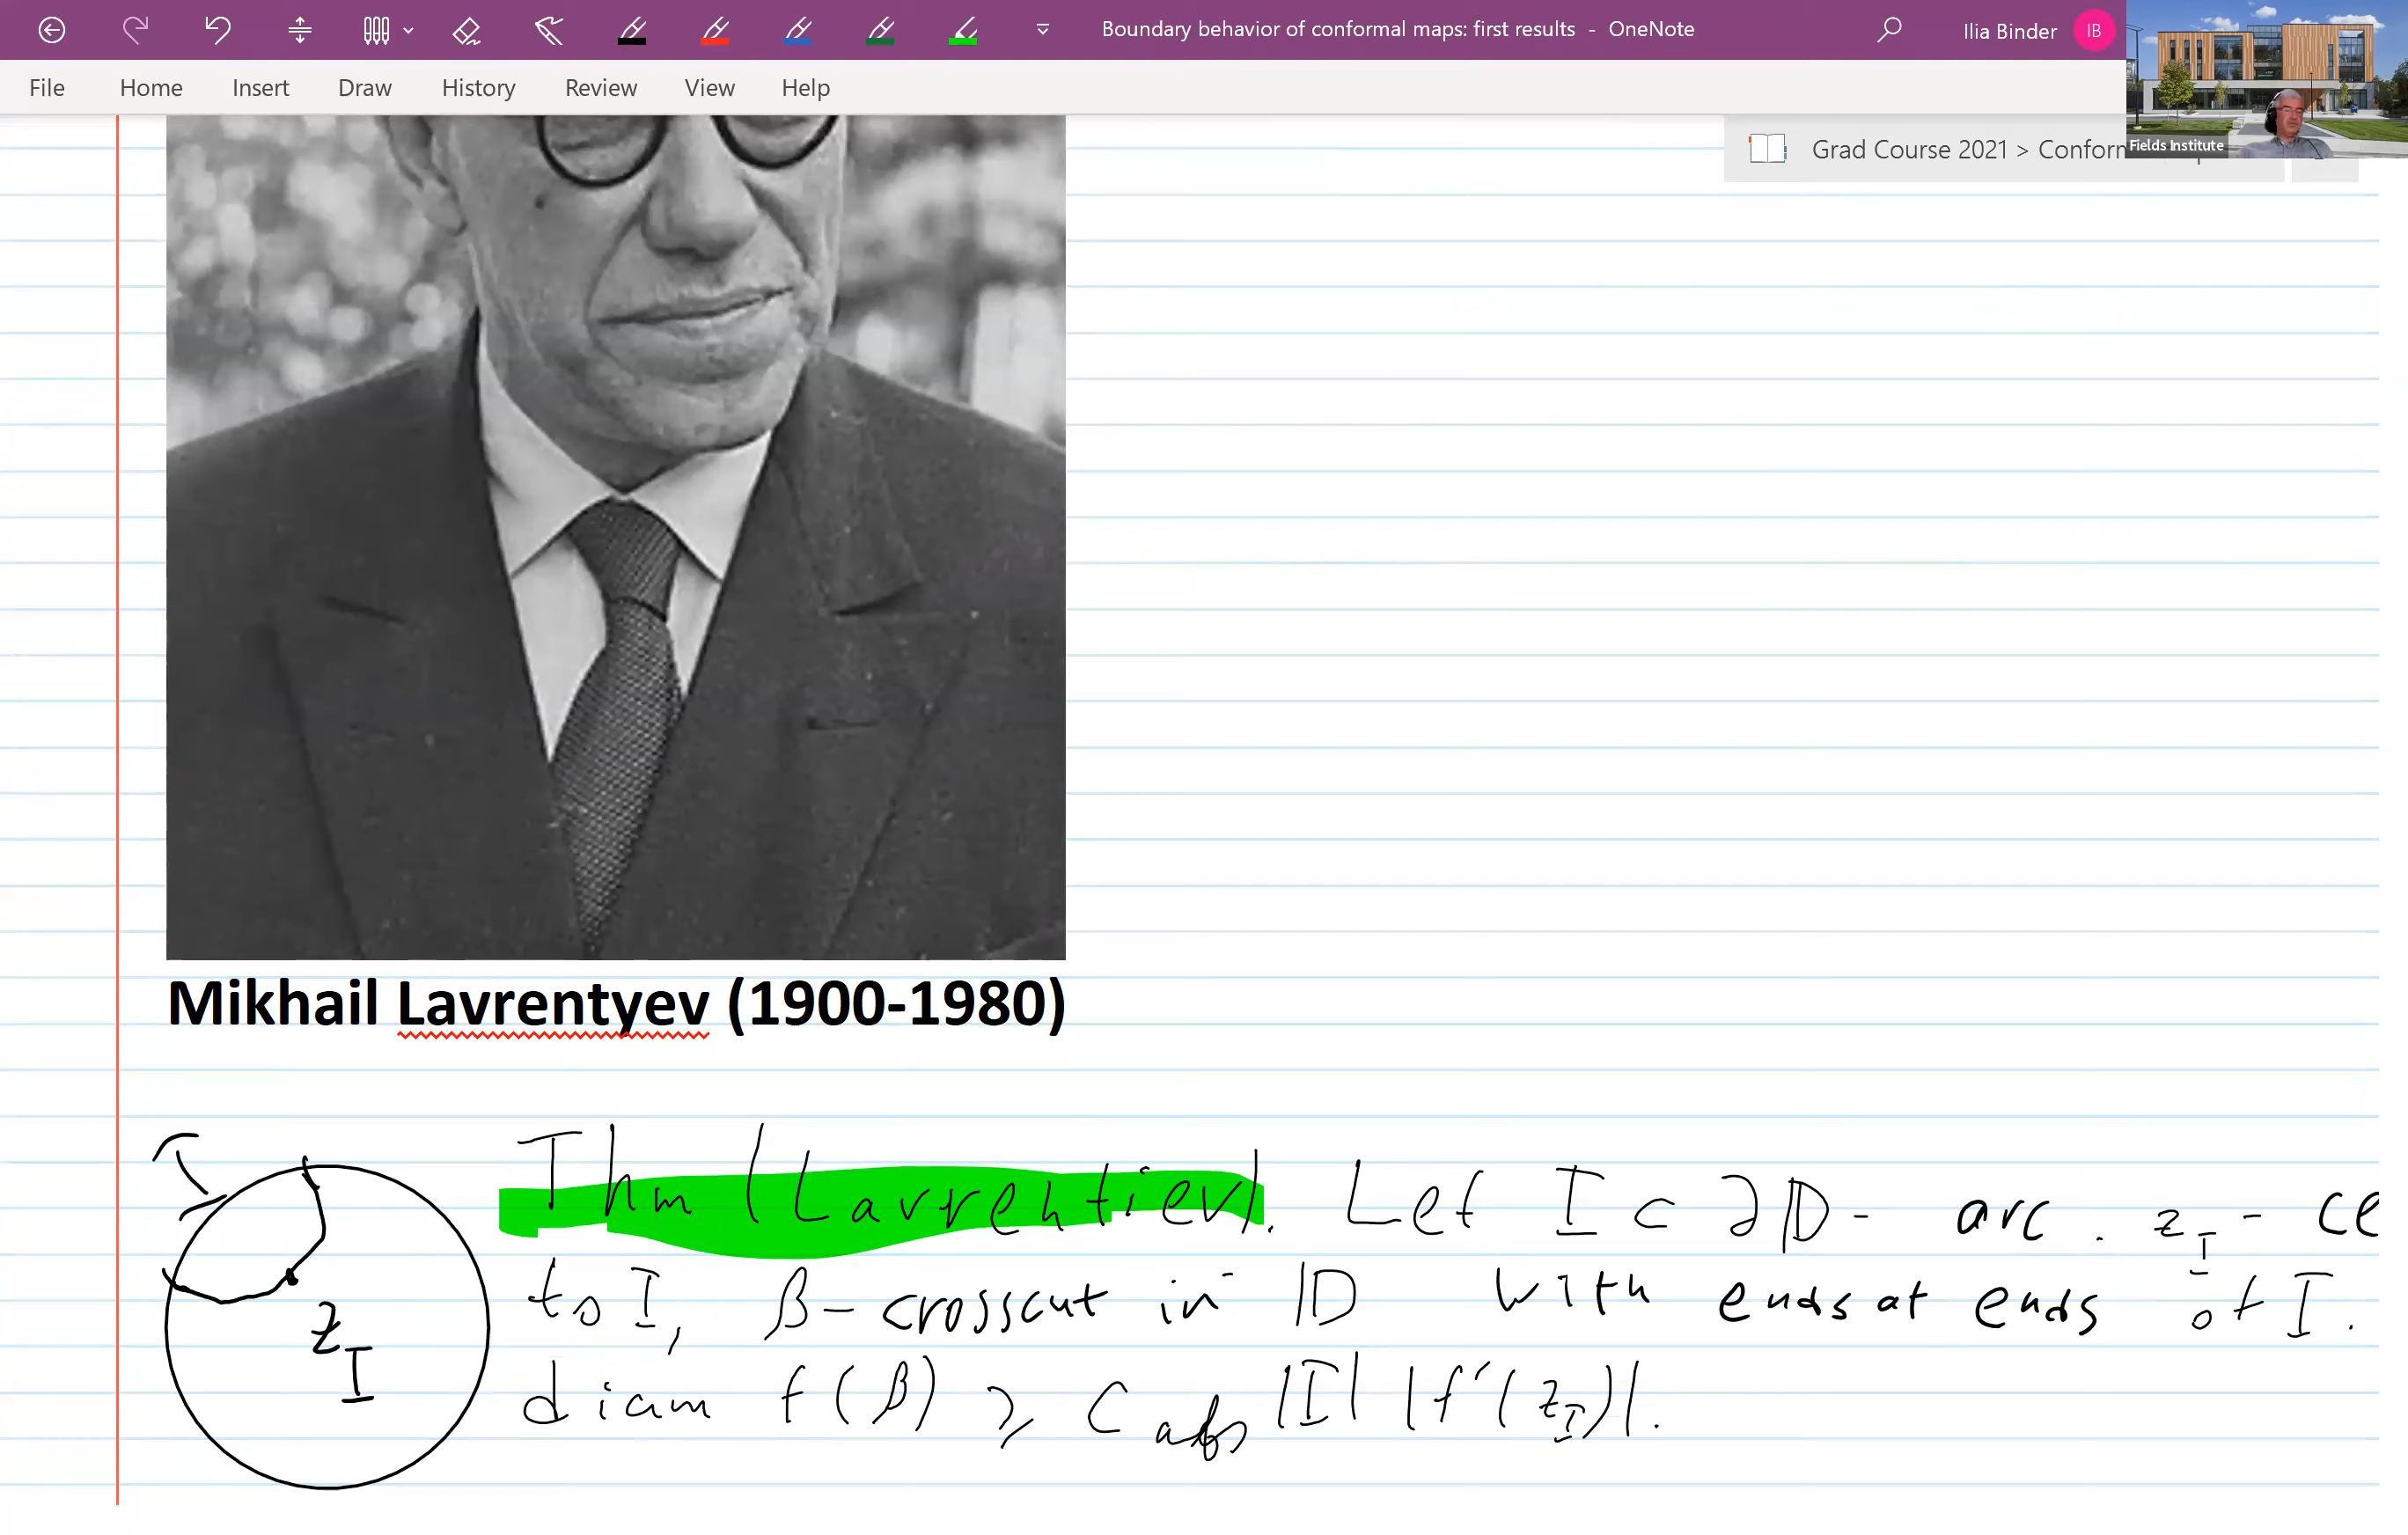 Boundary behavior of conformal maps: first results - OneNote
Ilia Binder IB
File Home Insert Draw History Review View Help
Fields Institute
Grad Course 2021 > Conform
Mikhail Lavrentyev (1900-1980)
I
z_I
Thm (Lavrentiev). Let I ⊂ ∂𝔻 - arc. z_I - ce
to I, β - crosscut in 𝔻 with ends at ends of I.
diam f(β) ≥ C_abs |I| |f'(z_I)|.